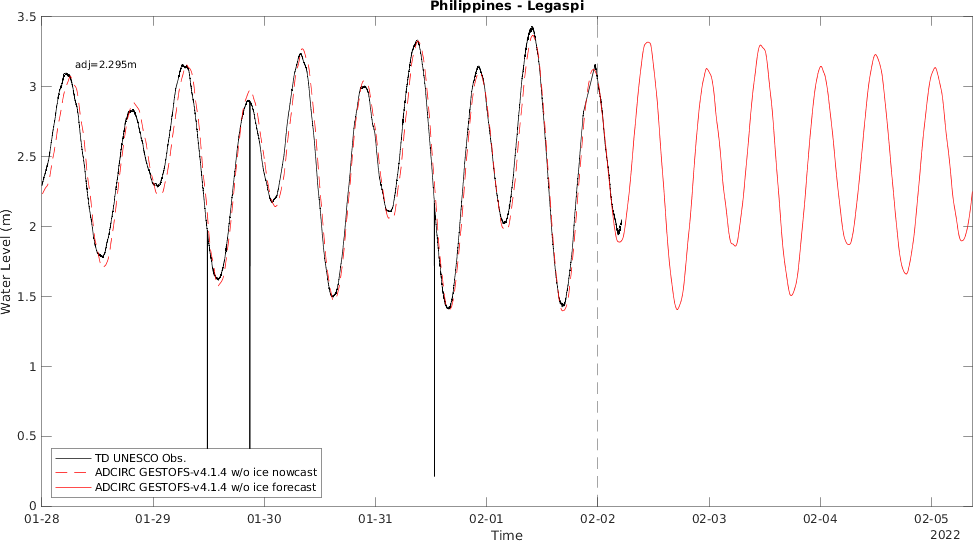 Philippines - Legaspi
adj=2.295m
3.5
3
2.5
2
1.5
1
0.5
0
Water Level (m)
TD UNESCO Obs.
ADCIRC GESTOFS-v4.1.4 w/o ice nowcast
ADCIRC GESTOFS-v4.1.4 w/o ice forecast
01-28 01-29 01-30 01-31 02-01 02-02 02-03 02-04 02-05
Time
2022